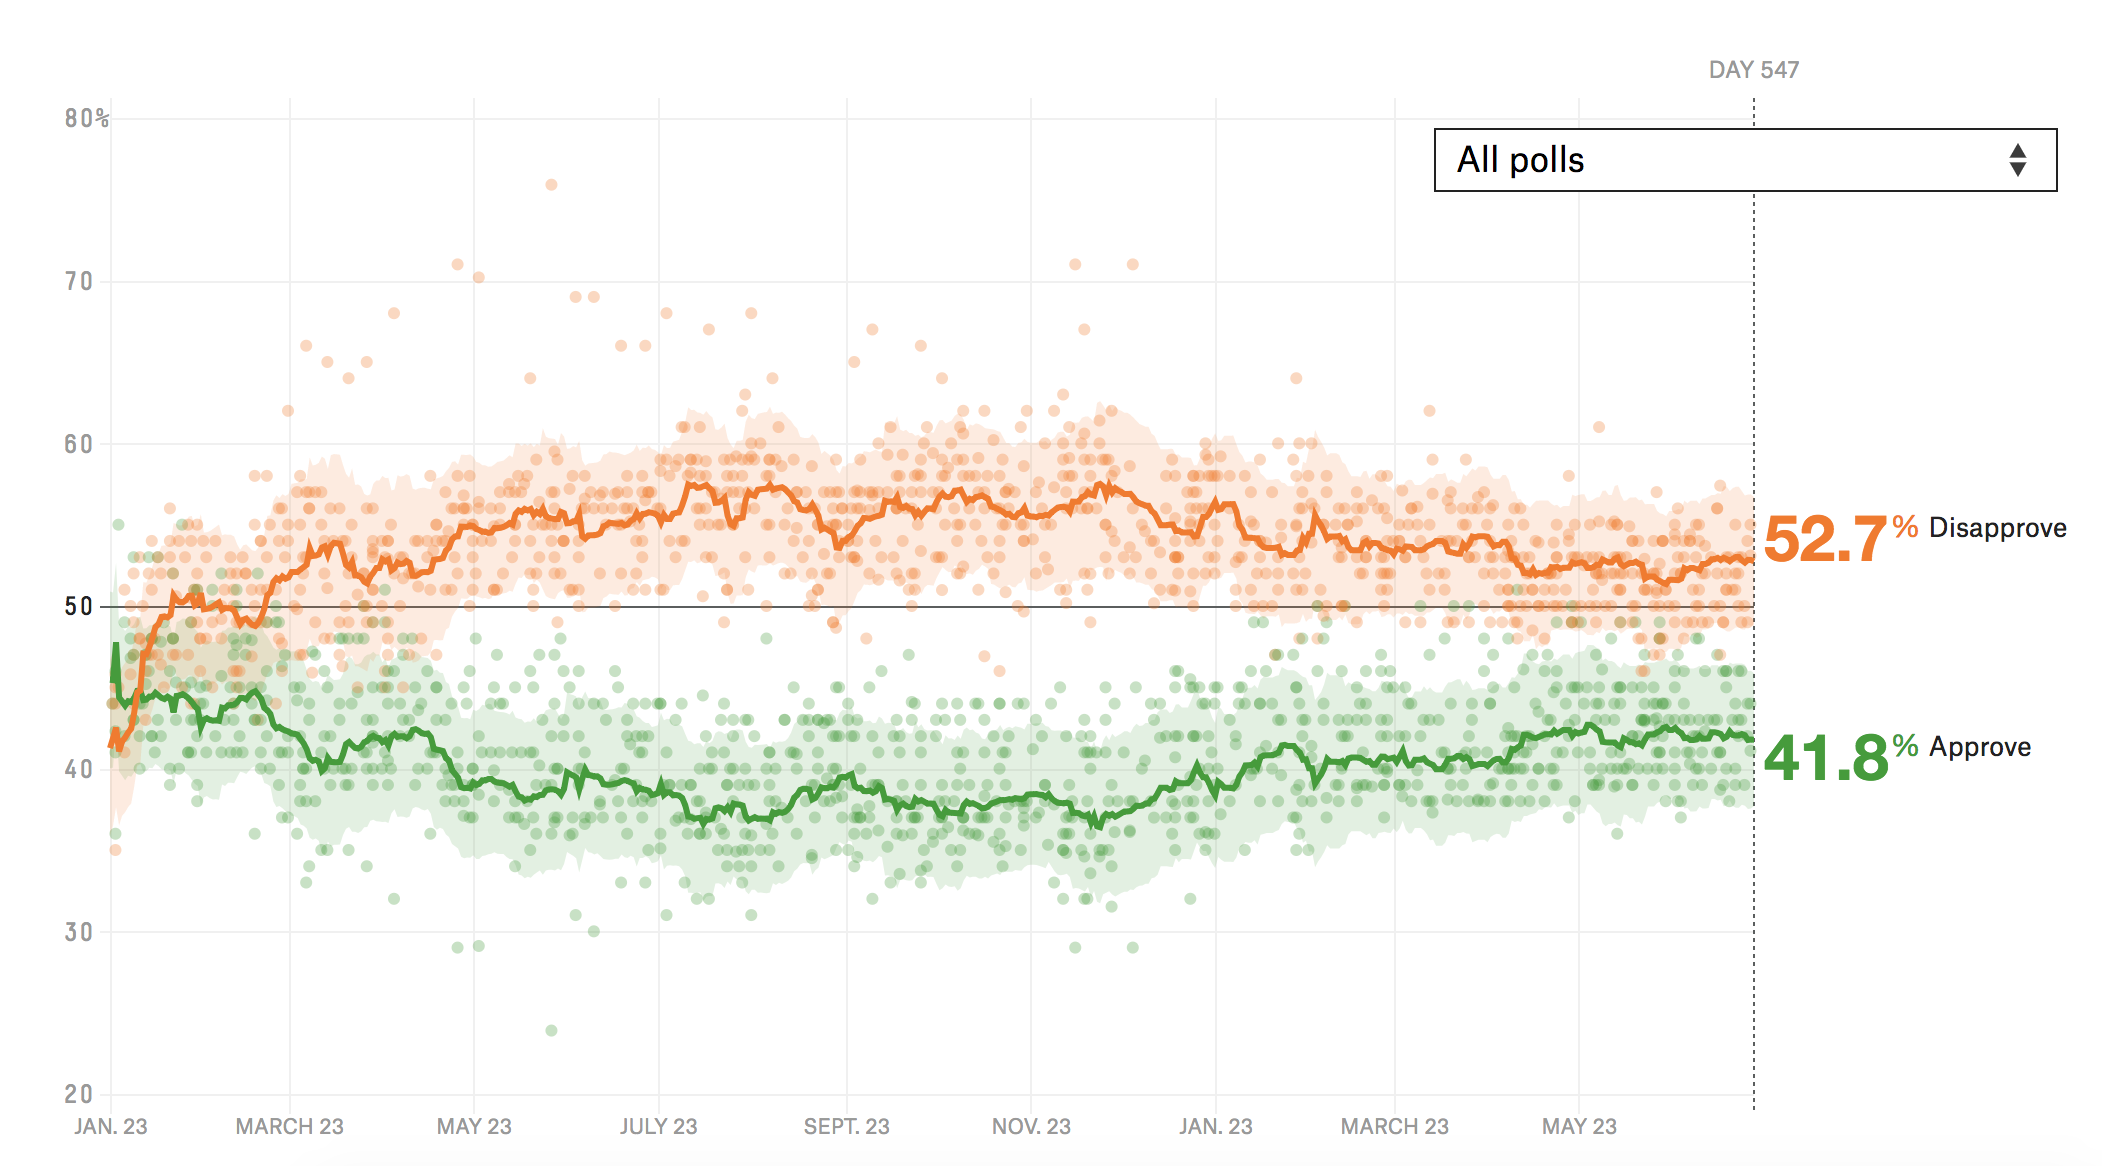 DAY 547
80%
All polls
70
60
52.7% Disapprove
50
41.8% Approve
40
30
20
JAN. 23 MARCH 23 MAY 23 JULY 23 SEPT. 23 NOV. 23 JAN. 23 MARCH 23 MAY 23